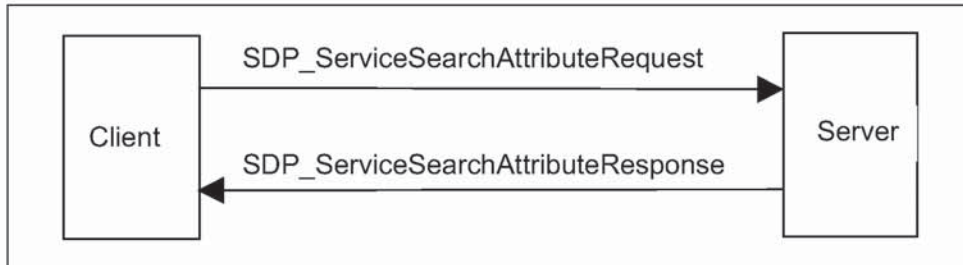 SDP_ServiceSearchAttributeRequest
Client
Server
SDP_ServiceSearchAttributeResponse